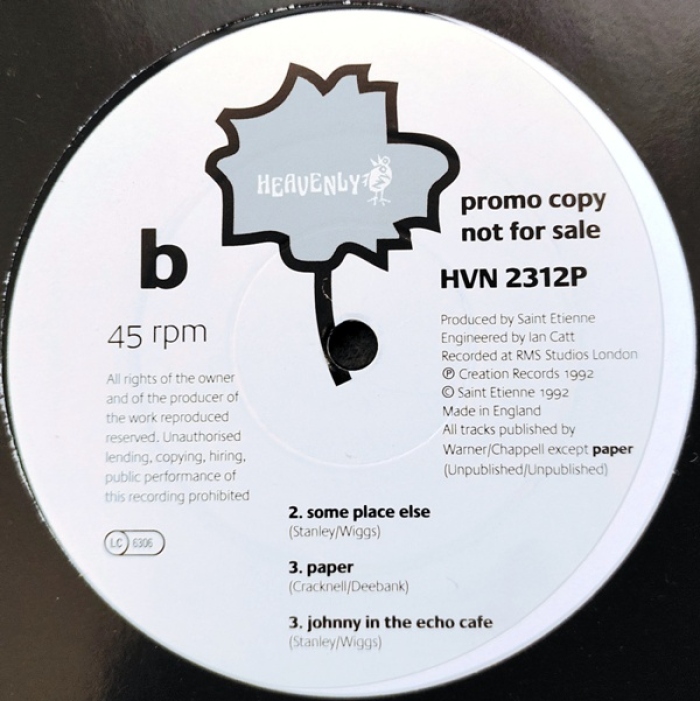 HEAVENLY
promo copy
not for sale
b
HVN 2312P
45 rpm
Produced by Saint Etienne
Engineered by Ian Catt
Recorded at RMS Studios London
℗ Creation Records 1992
© Saint Etienne 1992
Made in England
All tracks published by
Warner/Chappell except paper
(Unpublished/Unpublished)
All rights of the owner
and of the producer of
the work reproduced
reserved. Unauthorised
lending, copying, hiring,
public performance of
this recording prohibited
LC 6306
2. some place else
(Stanley/Wiggs)
3. paper
(Cracknell/Deebank)
3. johnny in the echo cafe
(Stanley/Wiggs)